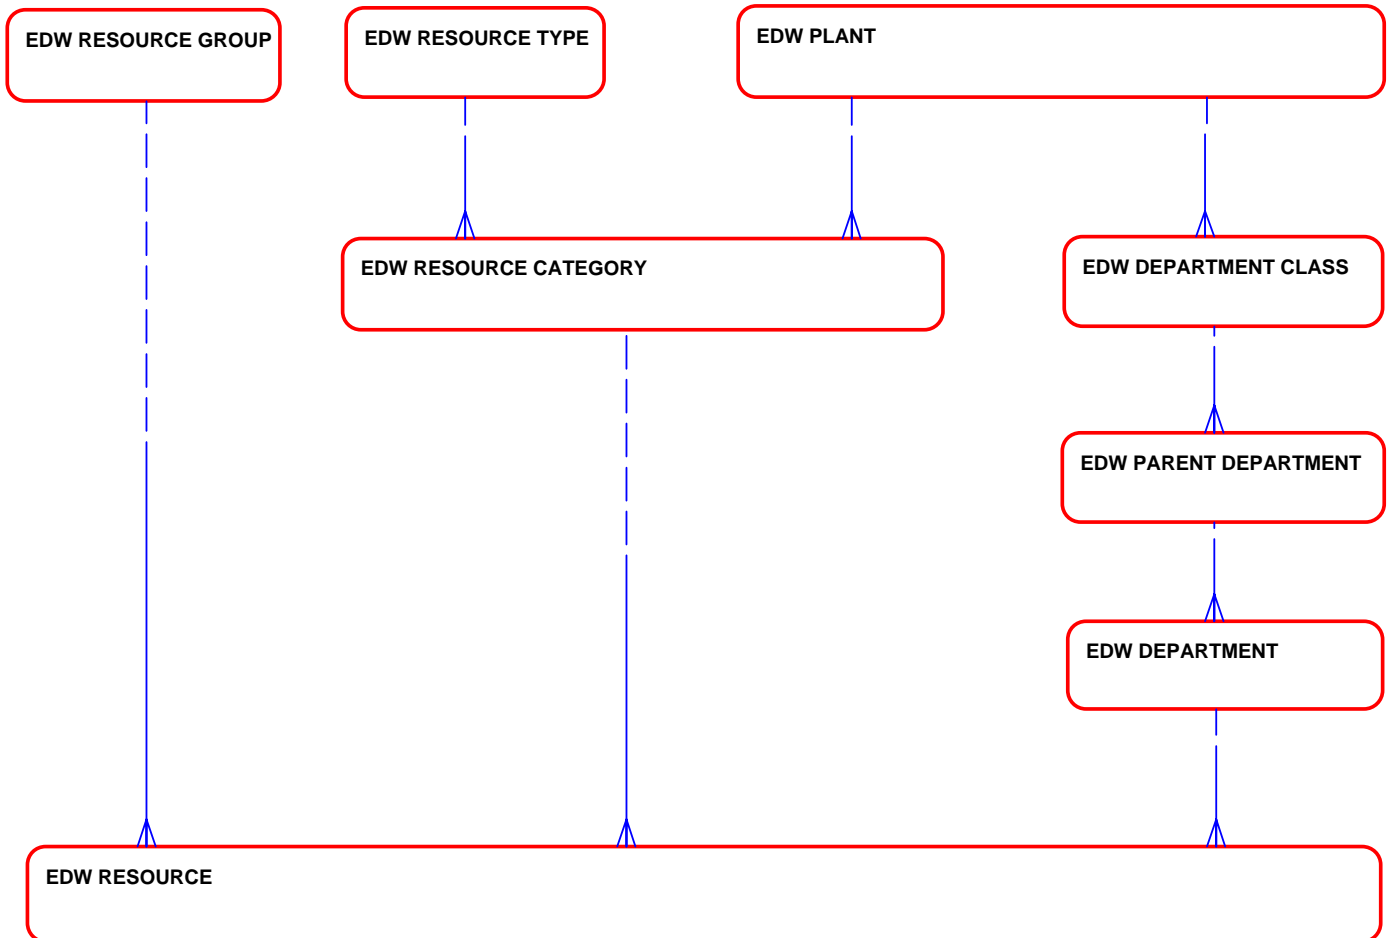 EDW RESOURCE GROUP
EDW RESOURCE TYPE
EDW PLANT
EDW RESOURCE CATEGORY
EDW DEPARTMENT CLASS
EDW PARENT DEPARTMENT
EDW DEPARTMENT
EDW RESOURCE